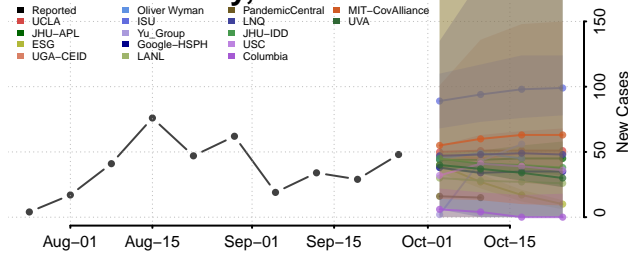 Reported
UCLA
JHU−APL
ESG
UGA−CEID
Oliver Wyman
ISU
Yu_Group
Google−HSPH
LANL
PandemicCentral
LNQ
JHU−IDD
USC
Columbia
MIT−CovAlliance
UVA
150
100
50
0
New Cases
Aug−01 Aug−15 Sep−01 Sep−15 Oct−01 Oct−15